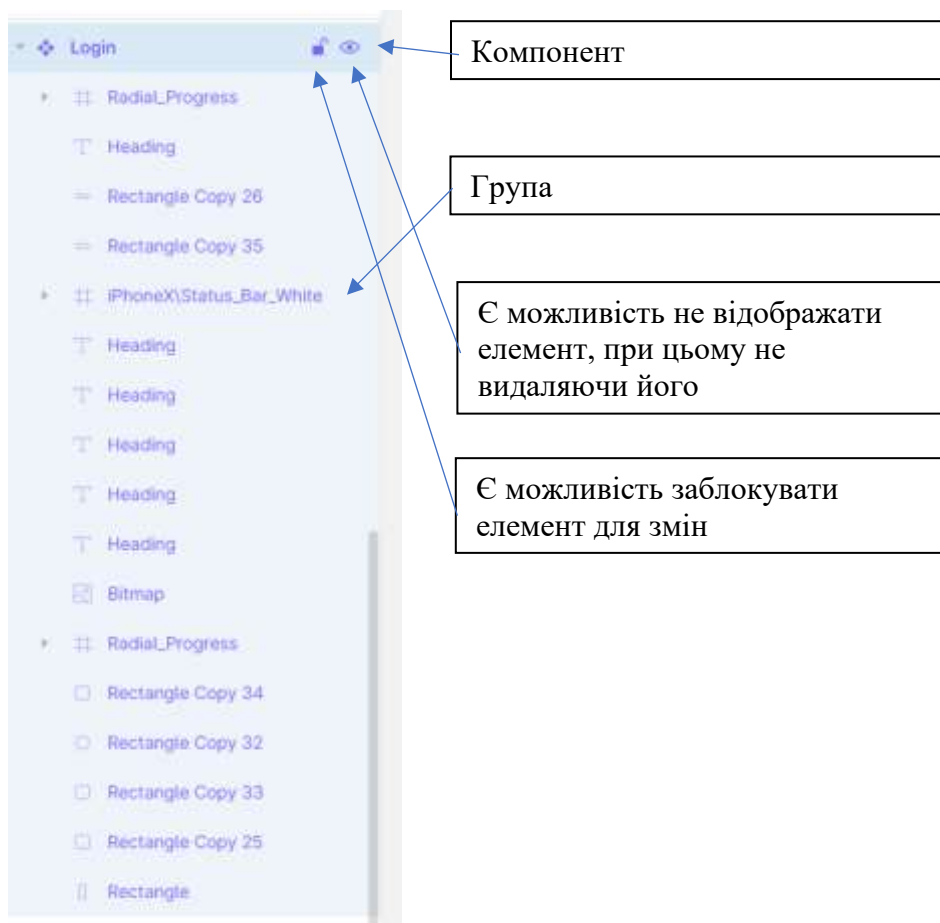 Login
Radial_Progress
Heading
Rectangle Copy 26
Rectangle Copy 35
iPhoneX\Status_Bar_White
Heading
Heading
Heading
Heading
Heading
Bitmap
Radial_Progress
Rectangle Copy 34
Rectangle Copy 32
Rectangle Copy 33
Rectangle Copy 25
Rectangle
Компонент
Група
Є можливість не відображати
елемент, при цьому не
видаляючи його
Є можливість заблокувати
елемент для змін